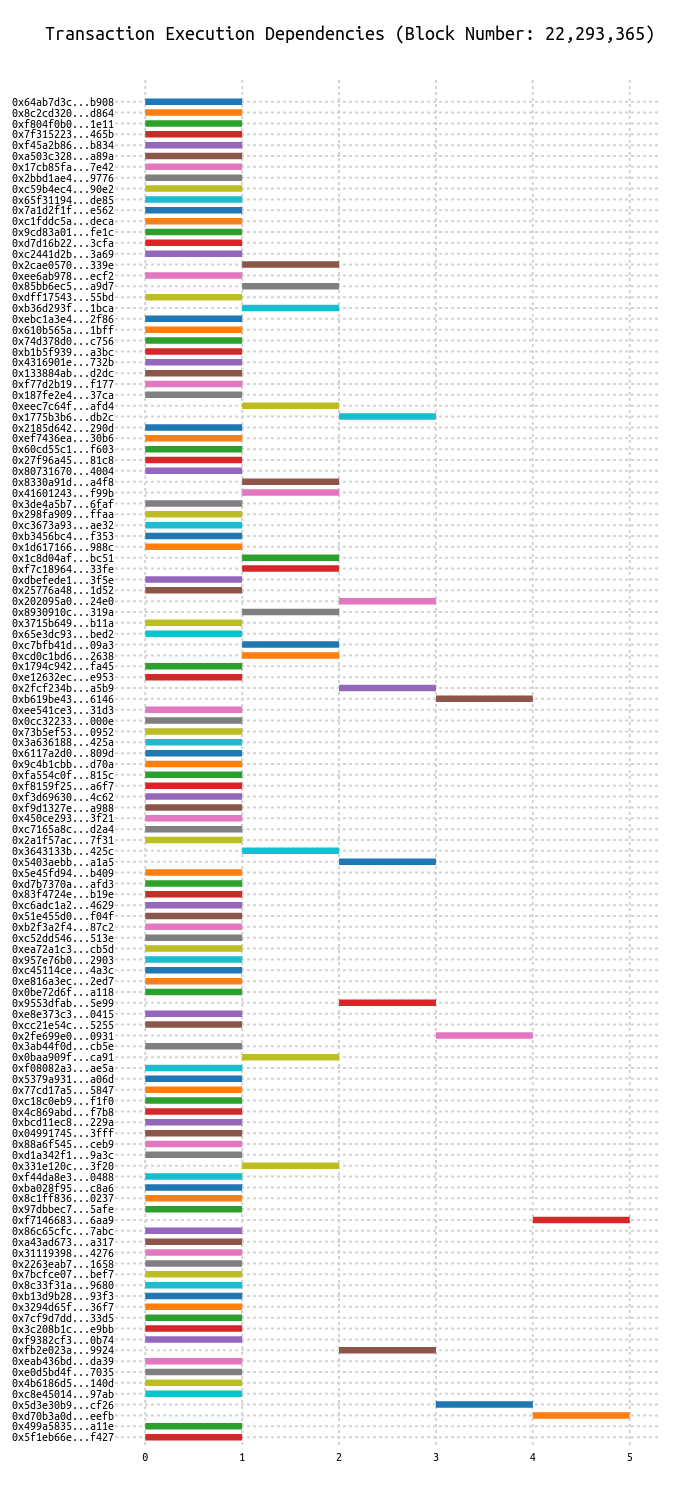 Transaction Execution Dependencies (Block Number: 22,293,365)
0x64ab7d3c...b908
0x8c2cd320...d864
0xf804f0b0...1e11
0x7f315223...465b
0xf45a2b86...b834
0xa503c328...a89a
0x17cb85fa...7e42
0x2bbd1ae4...9776
0xc59b4ec4...90e2
0x65f31194...de85
0x7a1d2f1f...e562
0xc1fddc5a...deca
0x9cd83a01...fe1c
0xd7d16b22...3cfa
0xc2441d2b...3a69
0x2cae0570...339e
0xee6ab978...ecf2
0x85bb6ec5...a9d7
0xdff17543...55bd
0xb36d293f...1bca
0xebc1a3e4...2f86
0x610b565a...1bff
0x74d378d0...c756
0xb1b5f939...a3bc
0x4316901e...732b
0x133884ab...d2dc
0xf77d2b19...f177
0x187fe2e4...37ca
0xeec7c64f...afd4
0x1775b3b6...db2c
0x2185d642...290d
0xef7436ea...30b6
0x60cd55c1...f603
0x27f96a45...81c8
0x80731670...4004
0x8330a91d...a4f8
0x41601243...f99b
0x3de4a5b7...6faf
0x298fa909...ffaa
0xc3673a93...ae32
0xb3456bc4...f353
0x1d617166...988c
0x1c8d04af...bc51
0xf7c18964...33fe
0xdbefede1...3f5e
0x25776a48...1d52
0x202095a0...24e0
0x8930910c...319a
0x3715b649...b11a
0x65e3dc93...bed2
0xc7bfb41d...09a3
0xcd0c1bd6...2638
0x1794c942...fa45
0xe12632ec...e953
0x2fcf234b...a5b9
0xb619be43...6146
0xee541ce3...31d3
0x0cc32233...000e
0x73b5ef53...0952
0x3a636188...425a
0x6117a2d0...809d
0x9c4b1cbb...d70a
0xfa554c0f...815c
0xf8159f25...a6f7
0xf3d69630...4c62
0xf9d1327e...a988
0x450ce293...3f21
0xc7165a8c...d2a4
0x2a1f57ac...7f31
0x3643133b...425c
0x5403aebb...a1a5
0x5e45fd94...b409
0xd7b7370a...afd3
0x83f4724e...b19e
0xc6adc1a2...4629
0x51e455d0...f04f
0xb2f3a2f4...87c2
0xc52dd546...513e
0xea72a1c3...cb5d
0x957e76b0...2903
0xc45114ce...4a3c
0xe816a3ec...2ed7
0x0be72d6f...a118
0x9553dfab...5e99
0xe8e373c3...0415
0xcc21e54c...5255
0x2fe699e0...0931
0x3ab44f0d...cb5e
0x0baa909f...ca91
0xf08082a3...ae5a
0x5379a931...a06d
0x77cd17a5...5847
0xc18c0eb9...f1f0
0x4c869abd...f7b8
0xbcd11ec8...229a
0x04991745...3fff
0x88a6f545...ceb9
0xd1a342f1...9a3c
0x331e120c...3f20
0xf44da8e3...0488
0xba028f95...c8a6
0x8c1ff836...0237
0x97dbbec7...5afe
0xf7146683...6aa9
0x86c65cfc...7abc
0xa43ad673...a317
0x31119398...4276
0x2263eab7...1658
0x7bcfce07...bef7
0x8c33f31a...9680
0xb13d9b28...93f3
0x3294d65f...36f7
0x7cf9d7dd...33d5
0x3c208b1c...e9bb
0xf9382cf3...0b74
0xfb2e023a...9924
0xeab436bd...da39
0xe0d5bd4f...7035
0x4b6186d5...140d
0xc8e45014...97ab
0x5d3e30b9...cf26
0xd70b3a0d...eefb
0x499a5835...a11e
0x5f1eb66e...f427
0 1 2 3 4 5